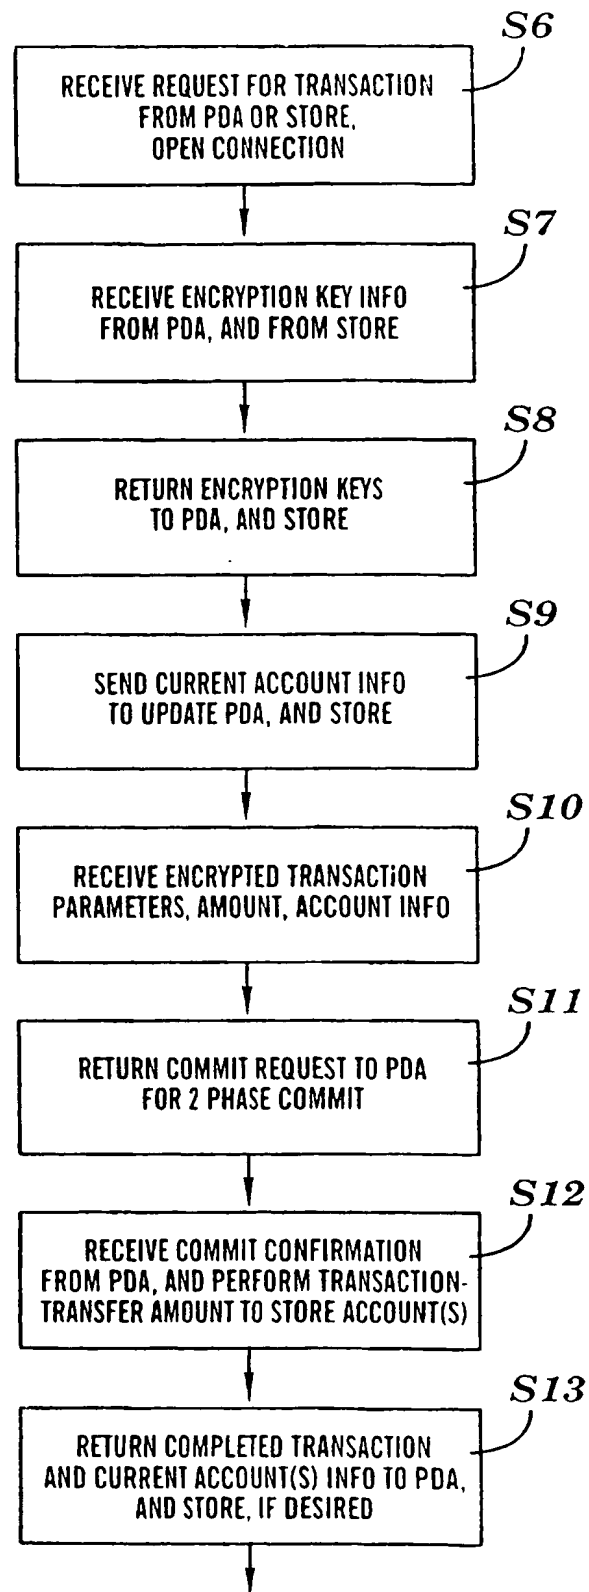 S6
RECEIVE REQUEST FOR TRANSACTION
FROM PDA OR STORE,
OPEN CONNECTION
S7
RECEIVE ENCRYPTION KEY INFO
FROM PDA, AND FROM STORE
S8
RETURN ENCRYPTION KEYS
TO PDA, AND STORE
S9
SEND CURRENT ACCOUNT INFO
TO UPDATE PDA, AND STORE
S10
RECEIVE ENCRYPTED TRANSACTiON
PARAMETERS, AMOUNT, ACCOUNT INFO
S11
RETURN COMMIT REQUEST TO PDA
FOR 2 PHASE COMMIT
S12
RECEIVE COMMIT CONFIRMATION
FROM PDA, AND PERFORM TRANSACTION-
TRANSFER AMOUNT TO STORE ACCOUNT(S)
S13
RETURN COMPLETED TRANSACTION
AND CURRENT ACCOUNT(S) INFO TO PDA,
AND STORE, IF DESIRED